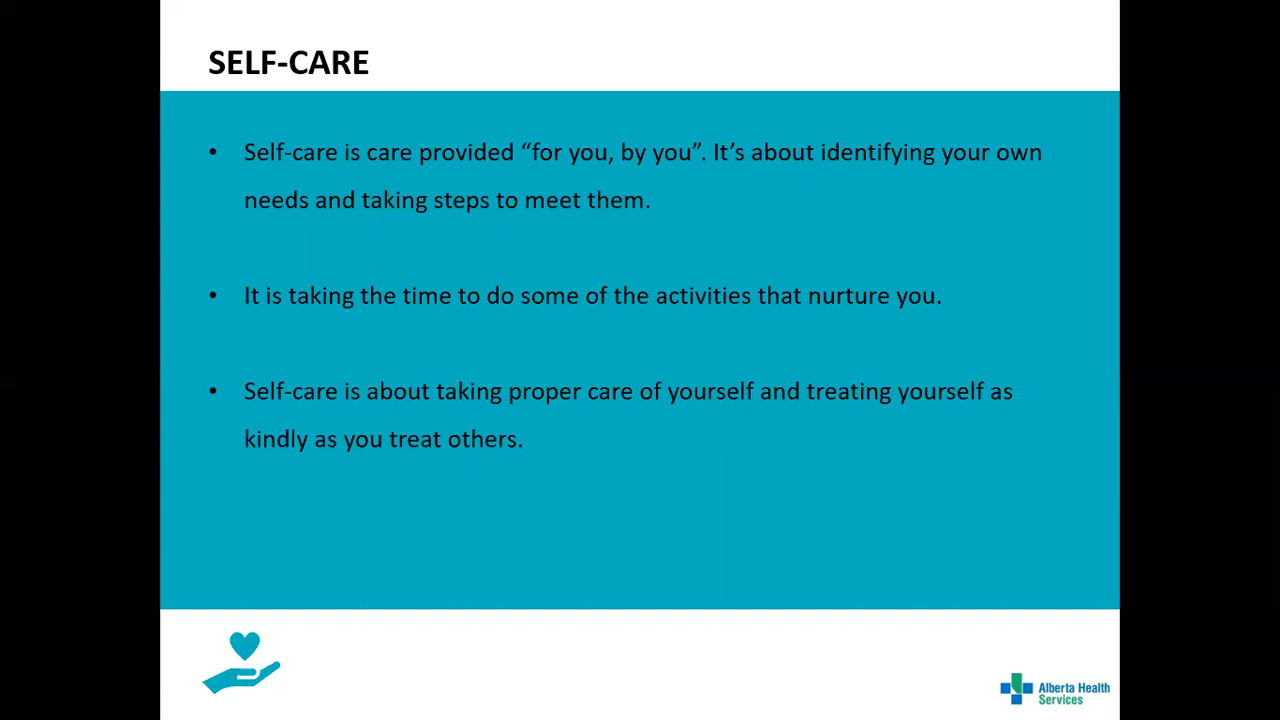 SELF-CARE
• Self-care is care provided “for you, by you”. It’s about identifying your own
needs and taking steps to meet them.
• It is taking the time to do some of the activities that nurture you.
• Self-care is about taking proper care of yourself and treating yourself as
kindly as you treat others.
Alberta Health
Services